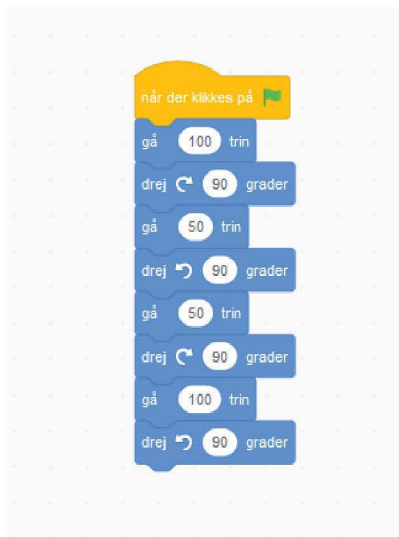 når der klikkes på
gå 100 trin
drej 90 grader
gå 50 trin
drej 90 grader
gå 50 trin
drej 90 grader
gå 100 trin
drej 90 grader